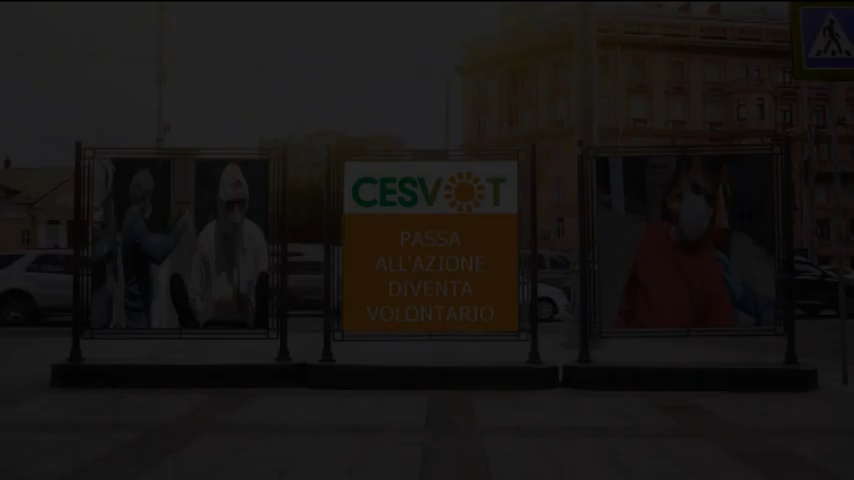 CESVOT
PASSA
ALL'AZIONE
DIVENTA
VOLONTARIO